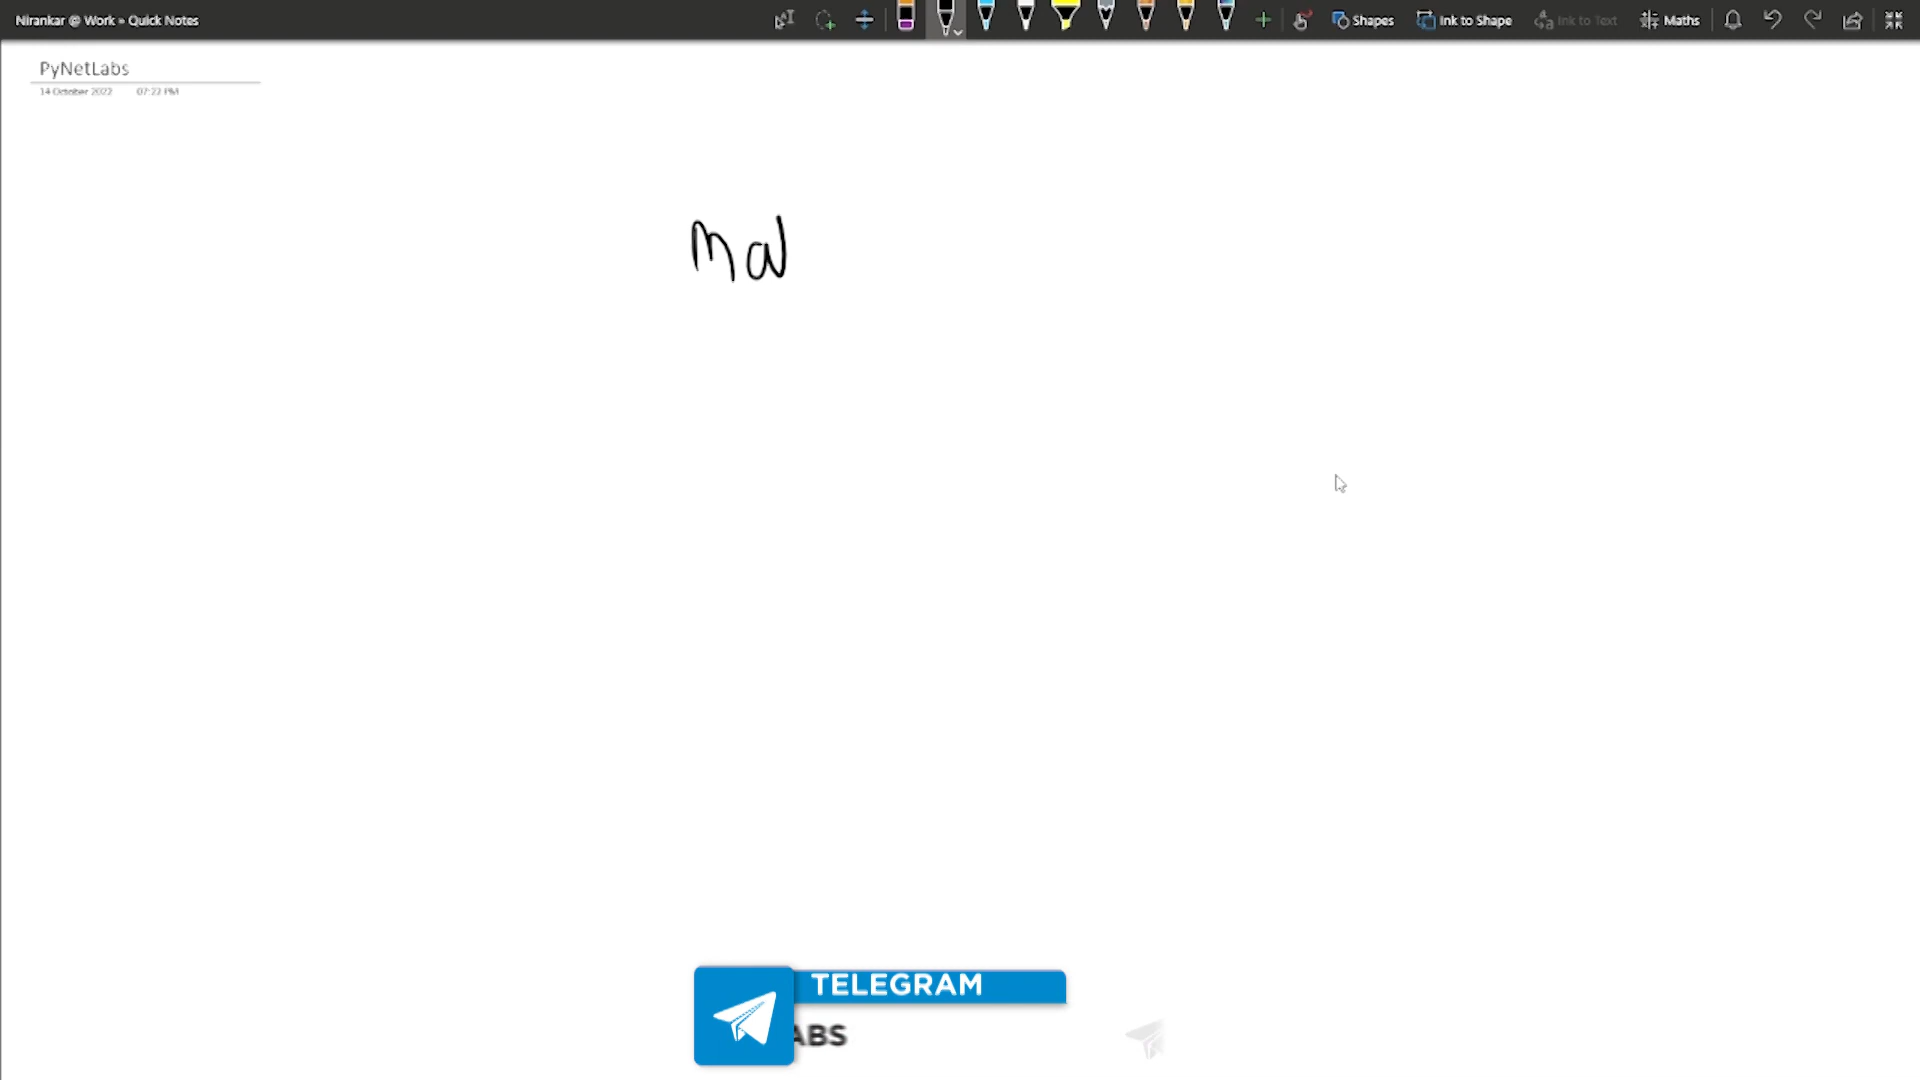 Nirankar @ Work » Quick Notes
Shapes
Ink to Shape
Ink to Text
Maths
PyNetLabs
14 October 2022 07:22 PM
Mal
TELEGRAM
ABS